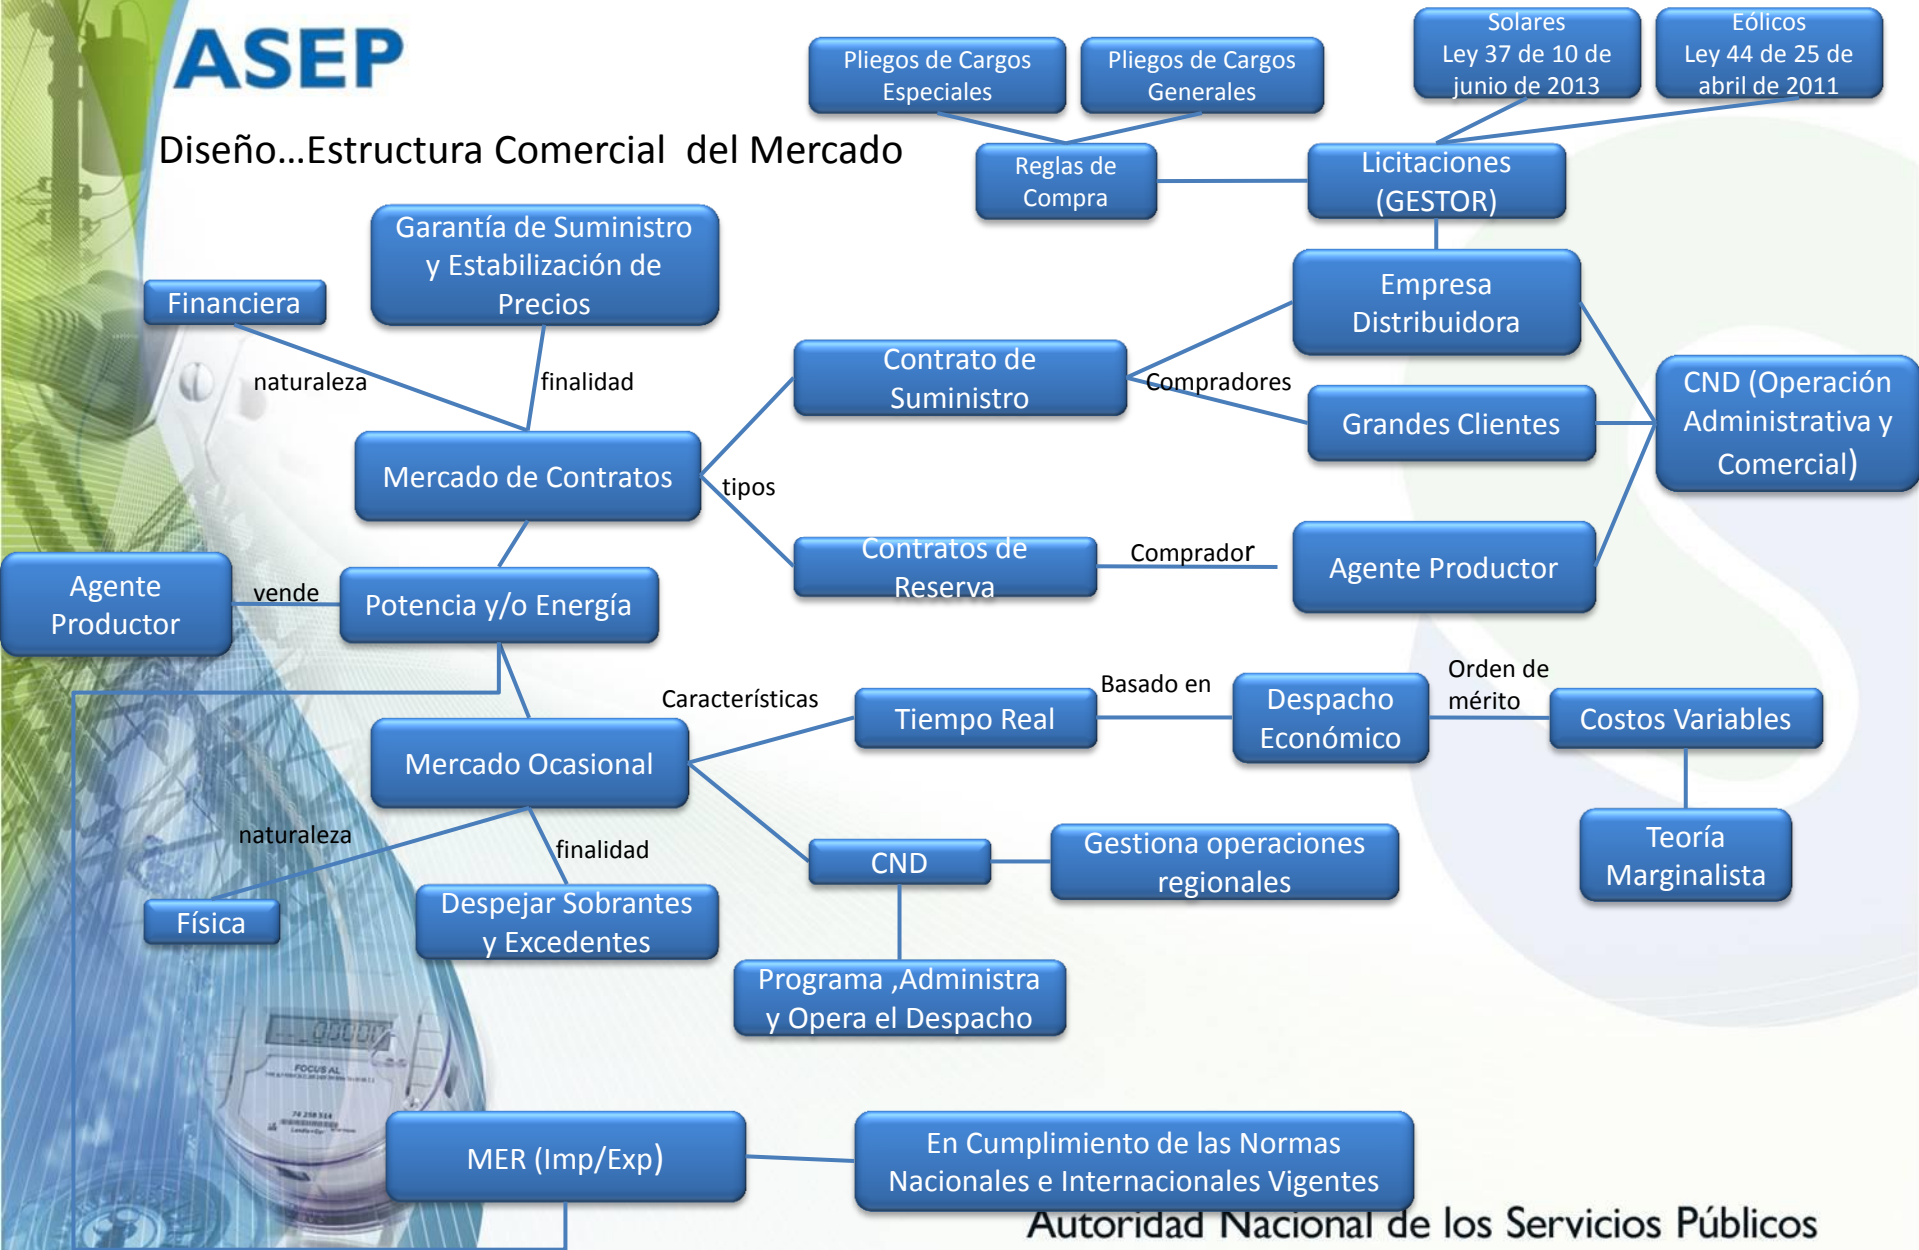 ASEP
Diseño...Estructura Comercial  del Mercado
Pliegos de Cargos
Especiales
Pliegos de Cargos
Generales
Solares
Ley 37 de 10 de
junio de 2013
Eólicos
Ley 44 de 25 de
abril de 2011
Reglas de
Compra
Licitaciones
(GESTOR)
Garantía de Suministro
y Estabilización de
Precios
Financiera
naturaleza
finalidad
Empresa
Distribuidora
Contrato de
Suministro
Compradores
Grandes Clientes
CND (Operación
Administrativa y
Comercial)
Mercado de Contratos
tipos
Contratos de
Reserva
Comprador
Agente Productor
Agente
Productor
vende
Potencia y/o Energía
Características
Tiempo Real
Basado en
Despacho
Económico
Orden de
mérito
Costos Variables
Mercado Ocasional
Teoría
Marginalista
naturaleza
finalidad
CND
Gestiona operaciones
regionales
Física
Despejar Sobrantes
y Excedentes
Programa ,Administra
y Opera el Despacho
FOCUS AL
MER (Imp/Exp)
En Cumplimiento de las Normas
Nacionales e Internacionales Vigentes
Autoridad Nacional de los Servicios Públicos